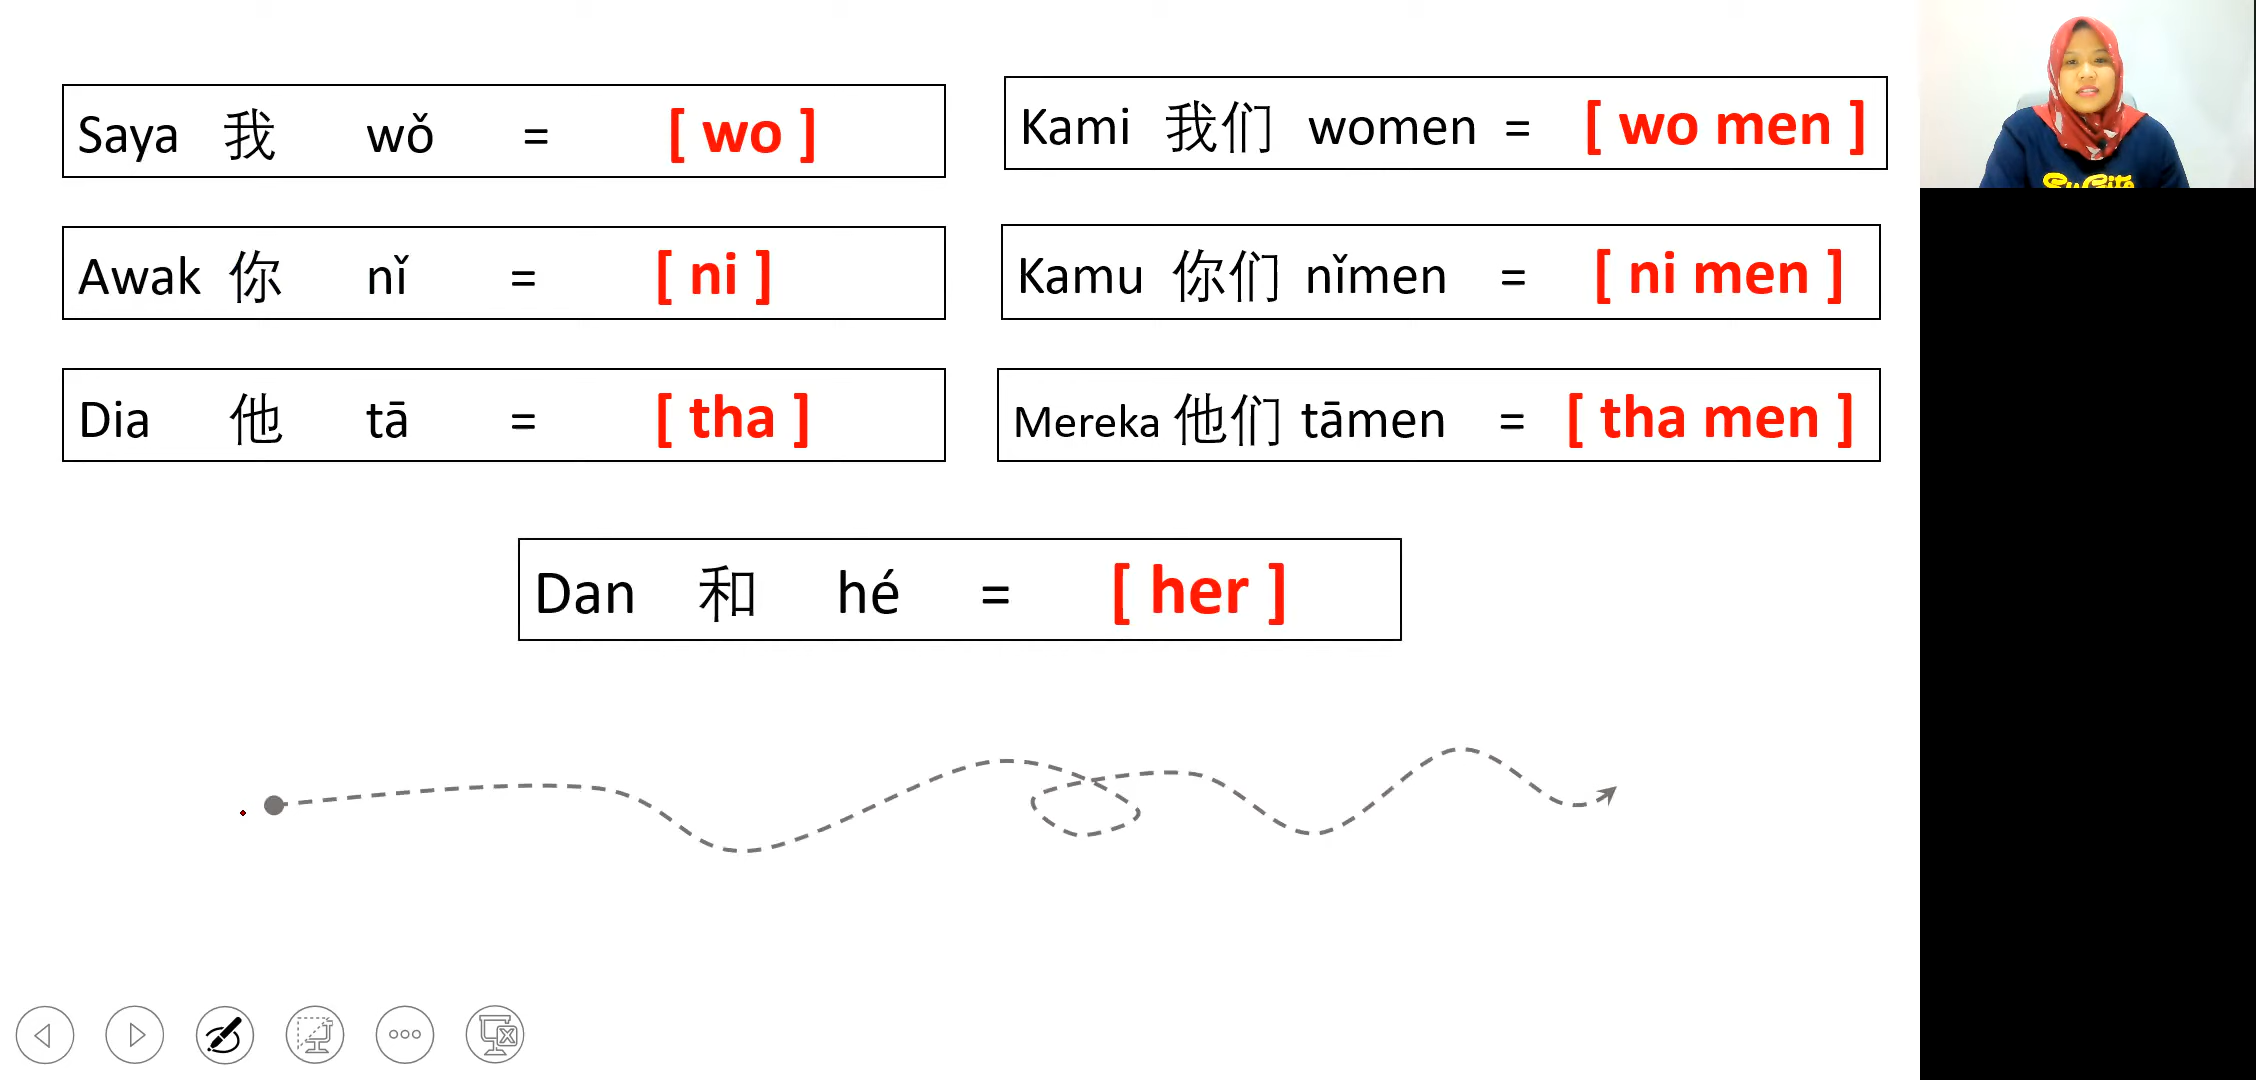 Saya 我 wǒ = [ wo ]
Kami 我们 women = [ wo men ]
Awak 你 nǐ = [ ni ]
Kamu 你们 nǐmen = [ ni men ]
Dia 他 tā = [ tha ]
Mereka 他们 tāmen = [ tha men ]
Dan 和 hé = [ her ]